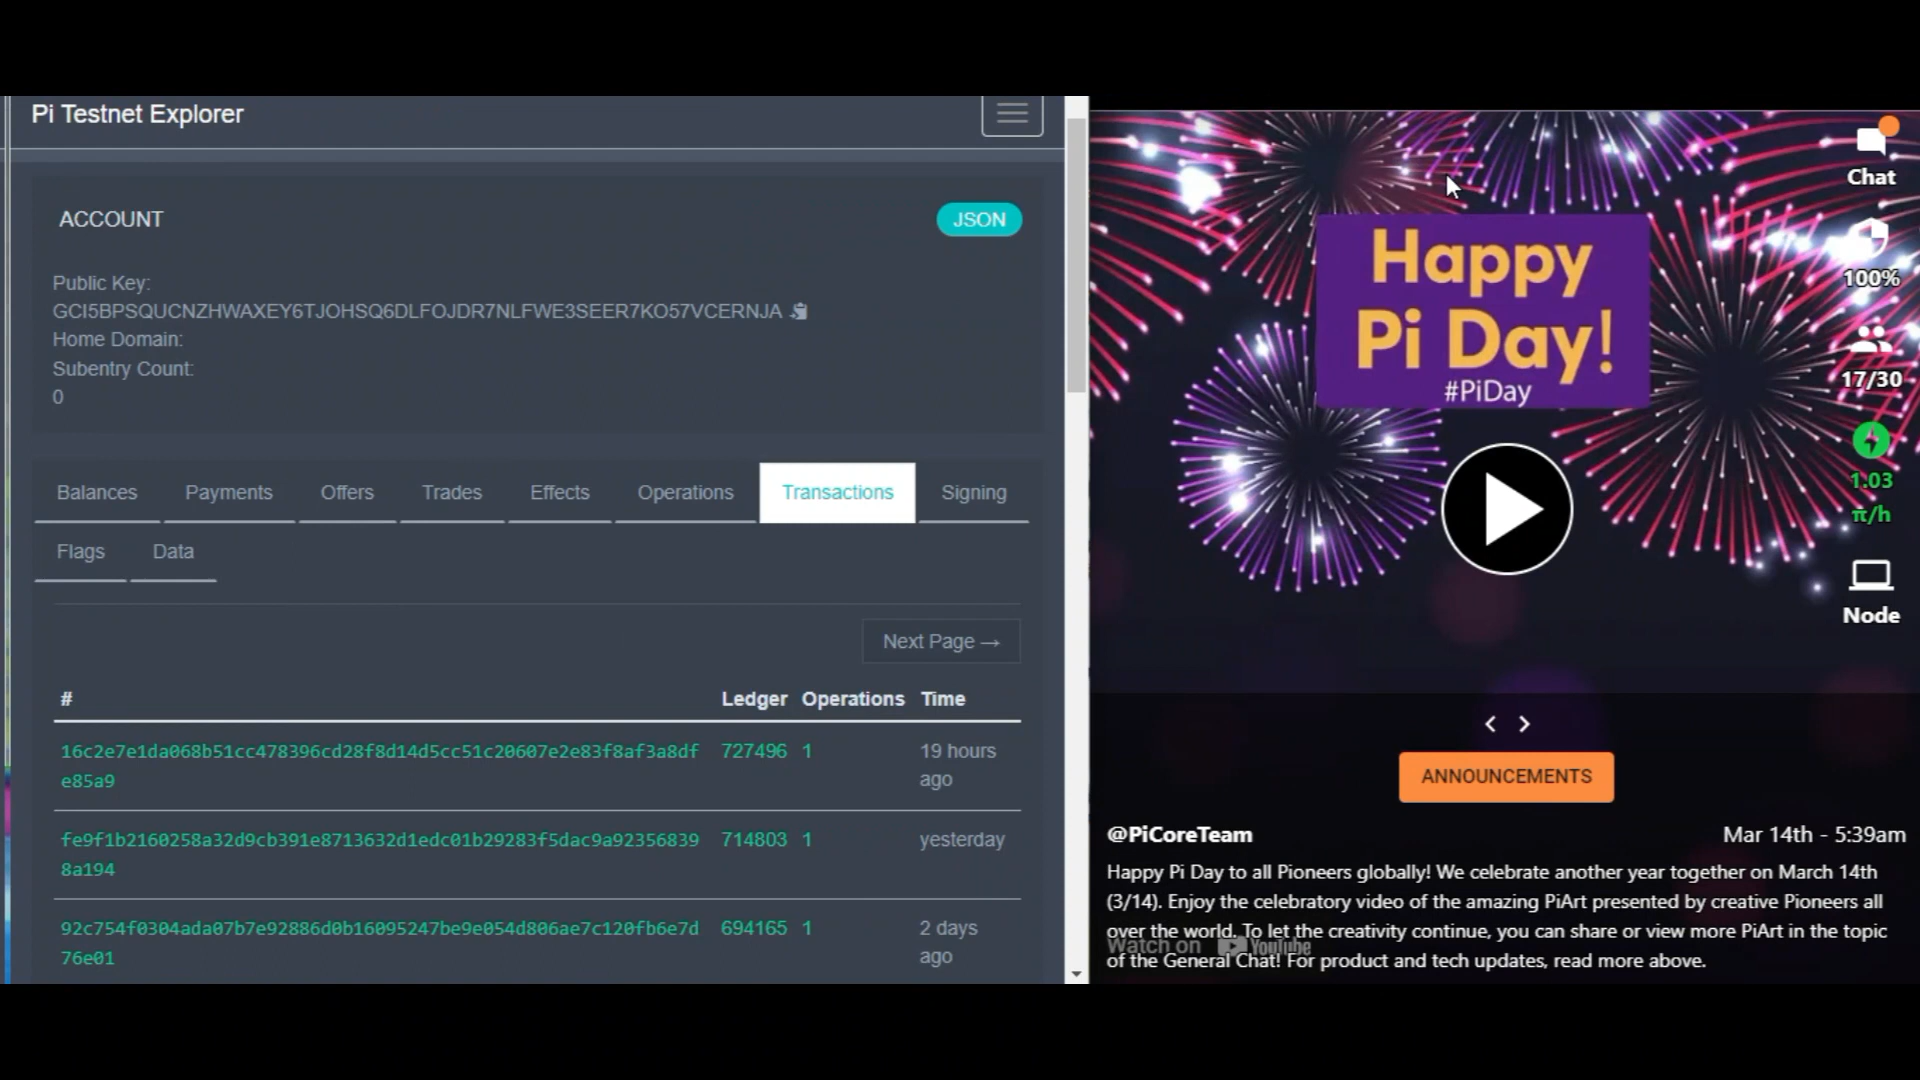 Pi Testnet Explorer
ACCOUNT
JSON
Public Key:
GCI5BPSQUCNZHWAXEY6TJOHSQ6DLFOJDR7NLFWE3SEER7KO57VCERNJA
Home Domain:
Subentry Count:
0
Balances Payments Offers Trades Effects Operations Transactions Signing
Flags Data
Next Page →
# Ledger Operations Time
16c2e7e1da068b51cc478396cd28f8d14d5cc51c20607e2e83f8af3a8df 727496 1 19 hours
e85a9 ago
fe9f1b2160258a32d9cb391e8713632d1edc01b29283f5dac9a92356839 714803 1 yesterday
8a194
92c754f0304ada07b7e92886d0b16095247be9e054d806ae7c120fb6e7d 694165 1 2 days
76e01 ago
Happy
Pi Day!
#PiDay
Chat
100%
17/30
1.03
π/h
Node
< >
ANNOUNCEMENTS
@PiCoreTeam Mar 14th - 5:39am
Happy Pi Day to all Pioneers globally! We celebrate another year together on March 14th
(3/14). Enjoy the celebratory video of the amazing PiArt presented by creative Pioneers all
over the world. To let the creativity continue, you can share or view more PiArt in the topic
Watch on YouTube
of the General Chat! For product and tech updates, read more above.